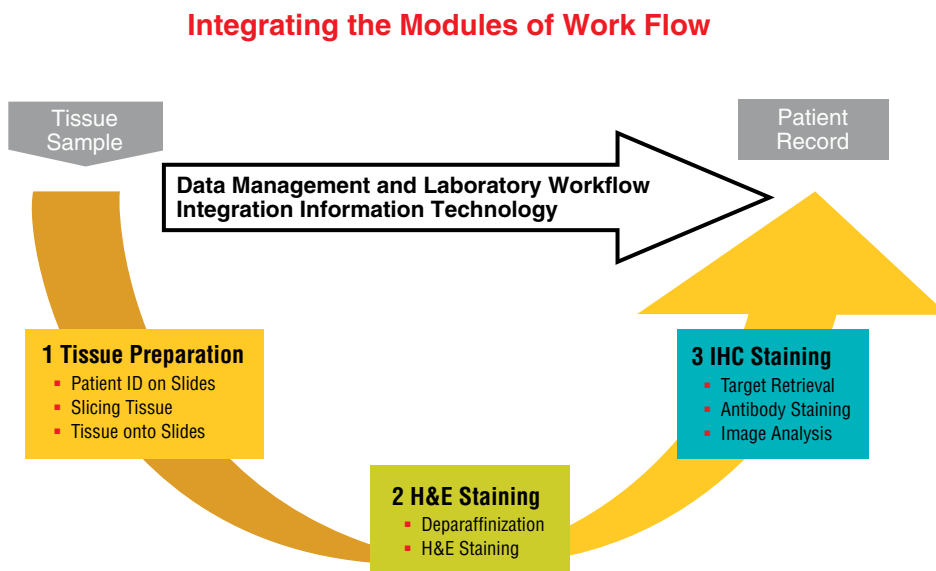 Integrating the Modules of Work Flow
Tissue
Sample
Patient
Record
Data Management and Laboratory Workflow
Integration Information Technology
1 Tissue Preparation
▪ Patient ID on Slides
▪ Slicing Tissue
▪ Tissue onto Slides
2 H&E Staining
▪ Deparaffinization
▪ H&E Staining
3 IHC Staining
▪ Target Retrieval
▪ Antibody Staining
▪ Image Analysis